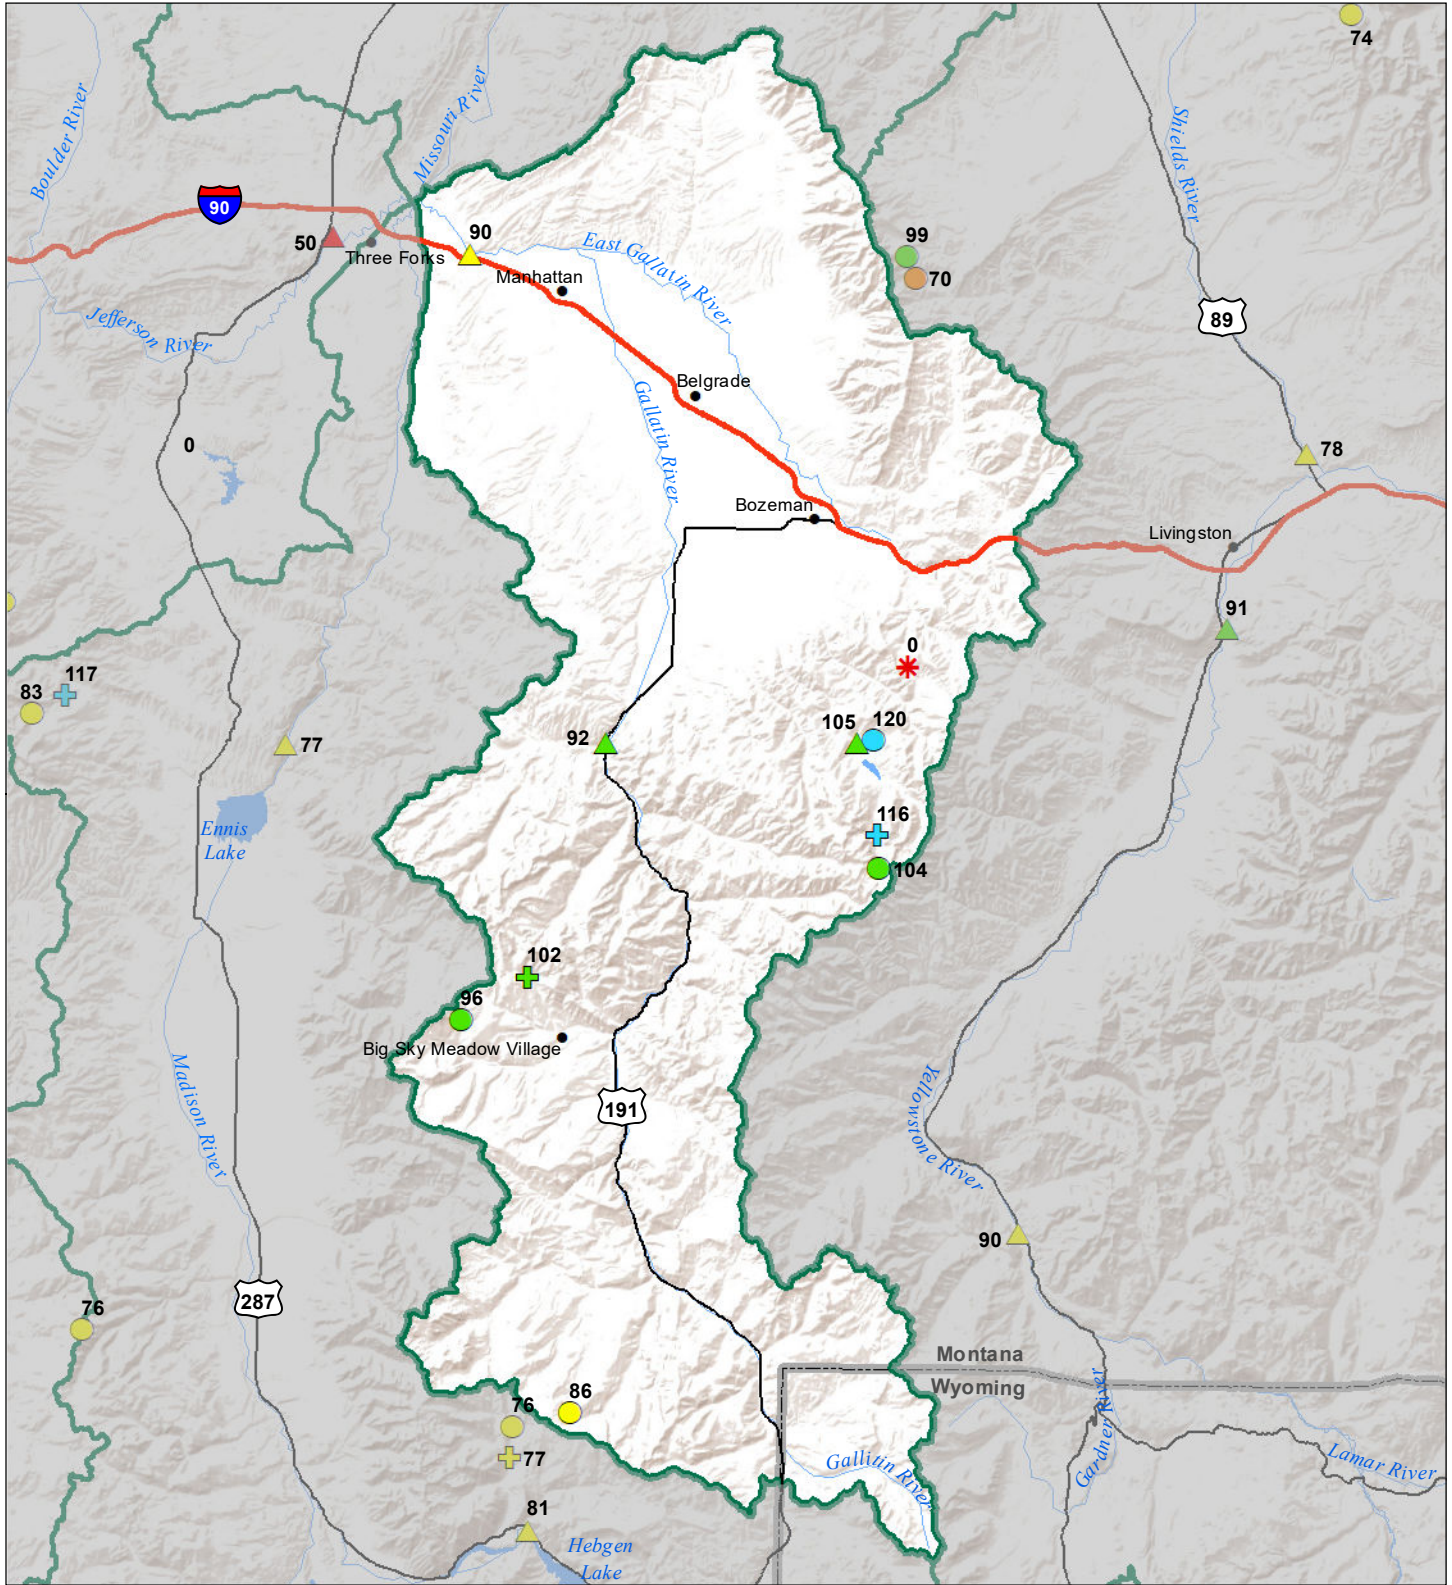 74
Boulder River
Missouri River
Shields River
90
50
Three Forks
90
Manhattan
East Gallatin River
99
70
89
Jefferson River
Belgrade
Gallatin River
0
78
Bozeman
Livingston
91
0
117
83
77
92
105
120
Ennis
Lake
116
104
102
96
Big Sky Meadow Village
Madison River
191
Yellowstone River
90
287
76
Montana
Wyoming
86
76
77
Gardner River
Gallitin River
Lamar River
81
Hebgen
Lake